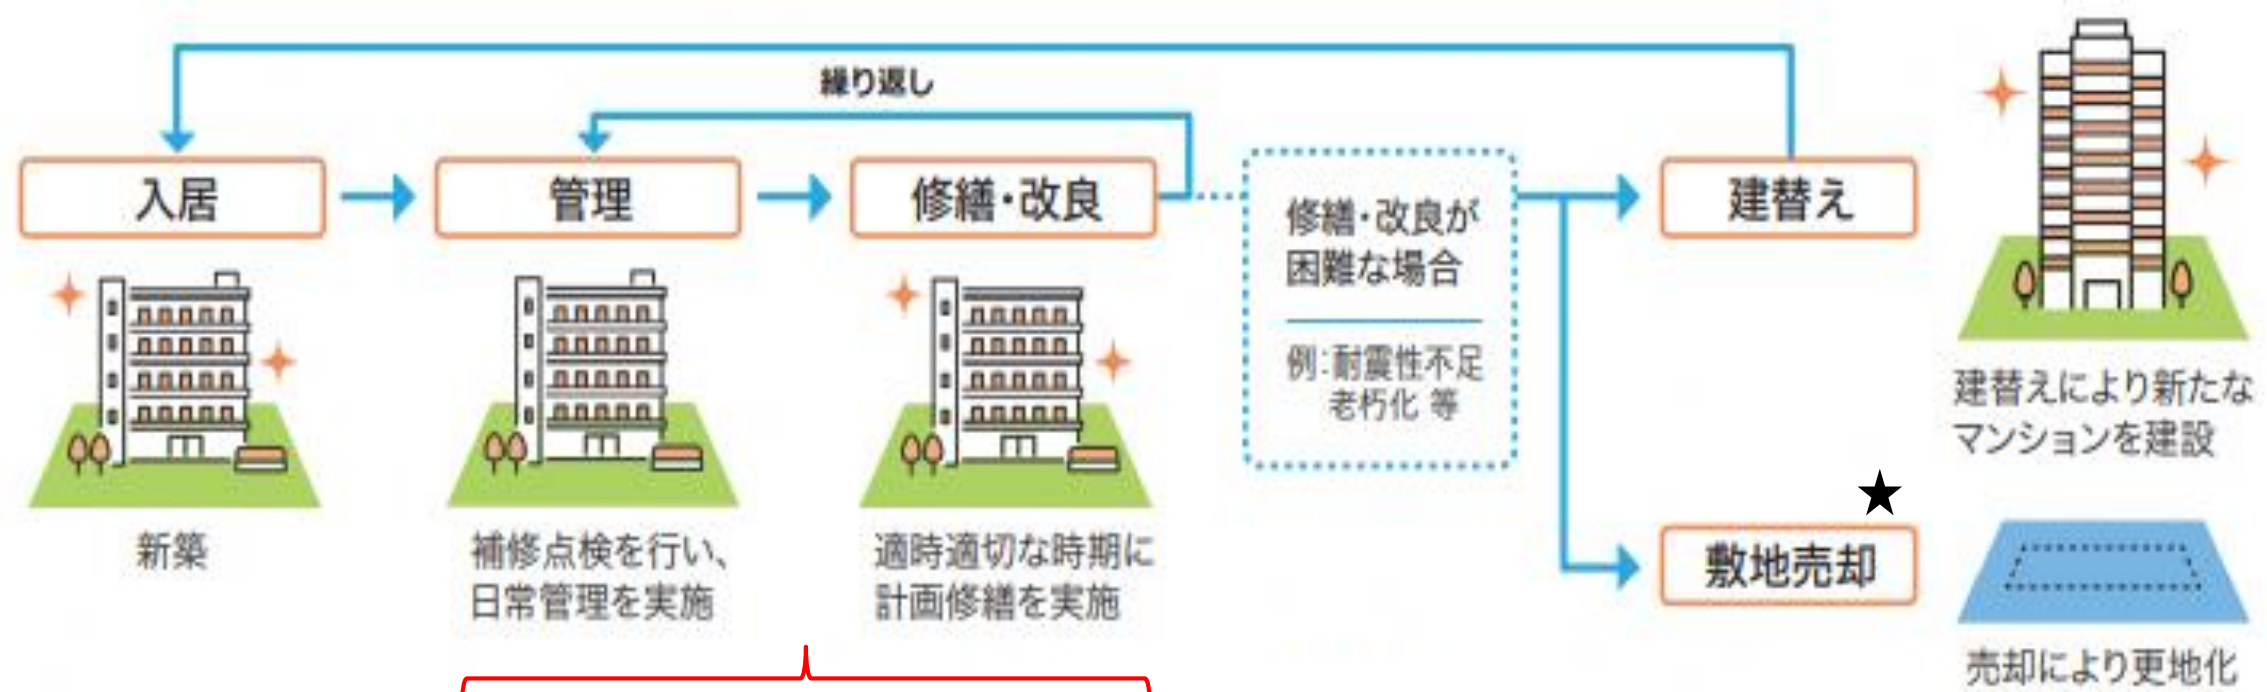 繰り返し
入居
管理
修繕・改良
修繕・改良が
困難な場合
例:耐震性不足
老朽化 等
建替え
建替えにより新たな
マンションを建設
新築
補修点検を行い、
日常管理を実施
適時適切な時期に
計画修繕を実施
★
敷地売却
売却により更地化